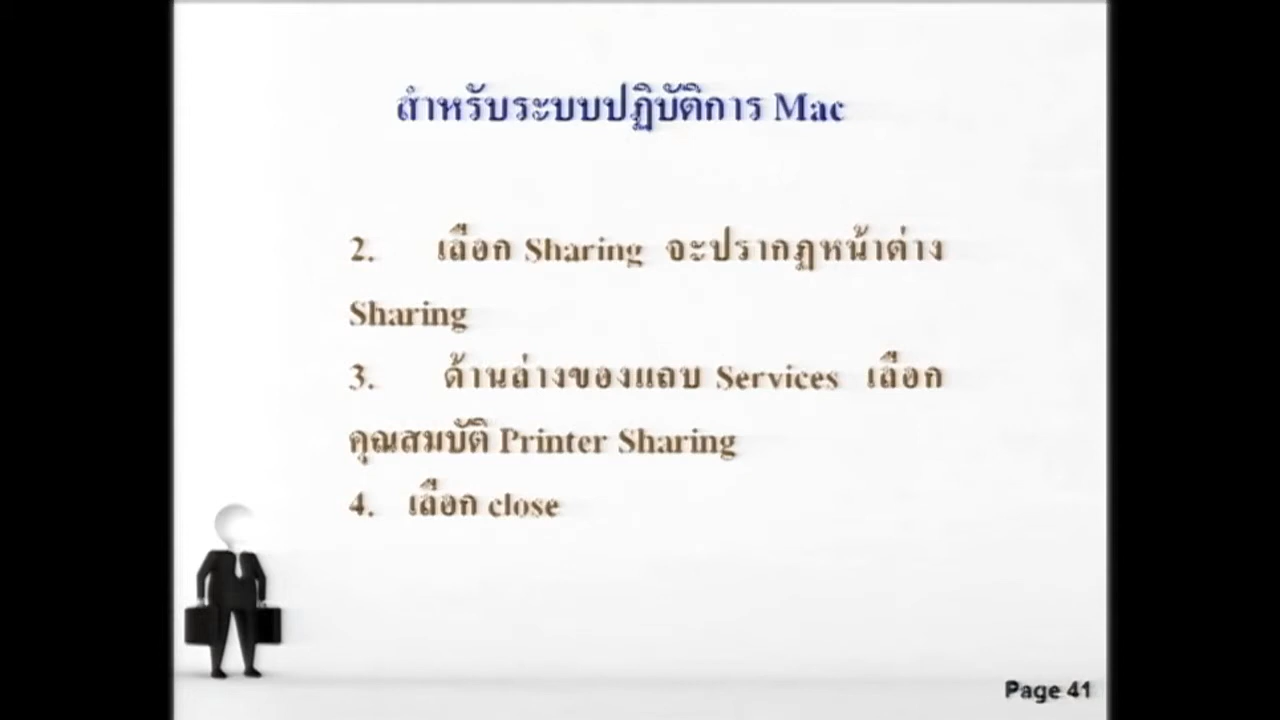 สำหรับระบบปฏิบัติการ Mac
2. เลือก Sharing จะปรากฏหน้าต่าง
Sharing
3. ด้านล่างของแถบ Services เลือก
คุณสมบัติ Printer Sharing
4. เลือก close
Page 41